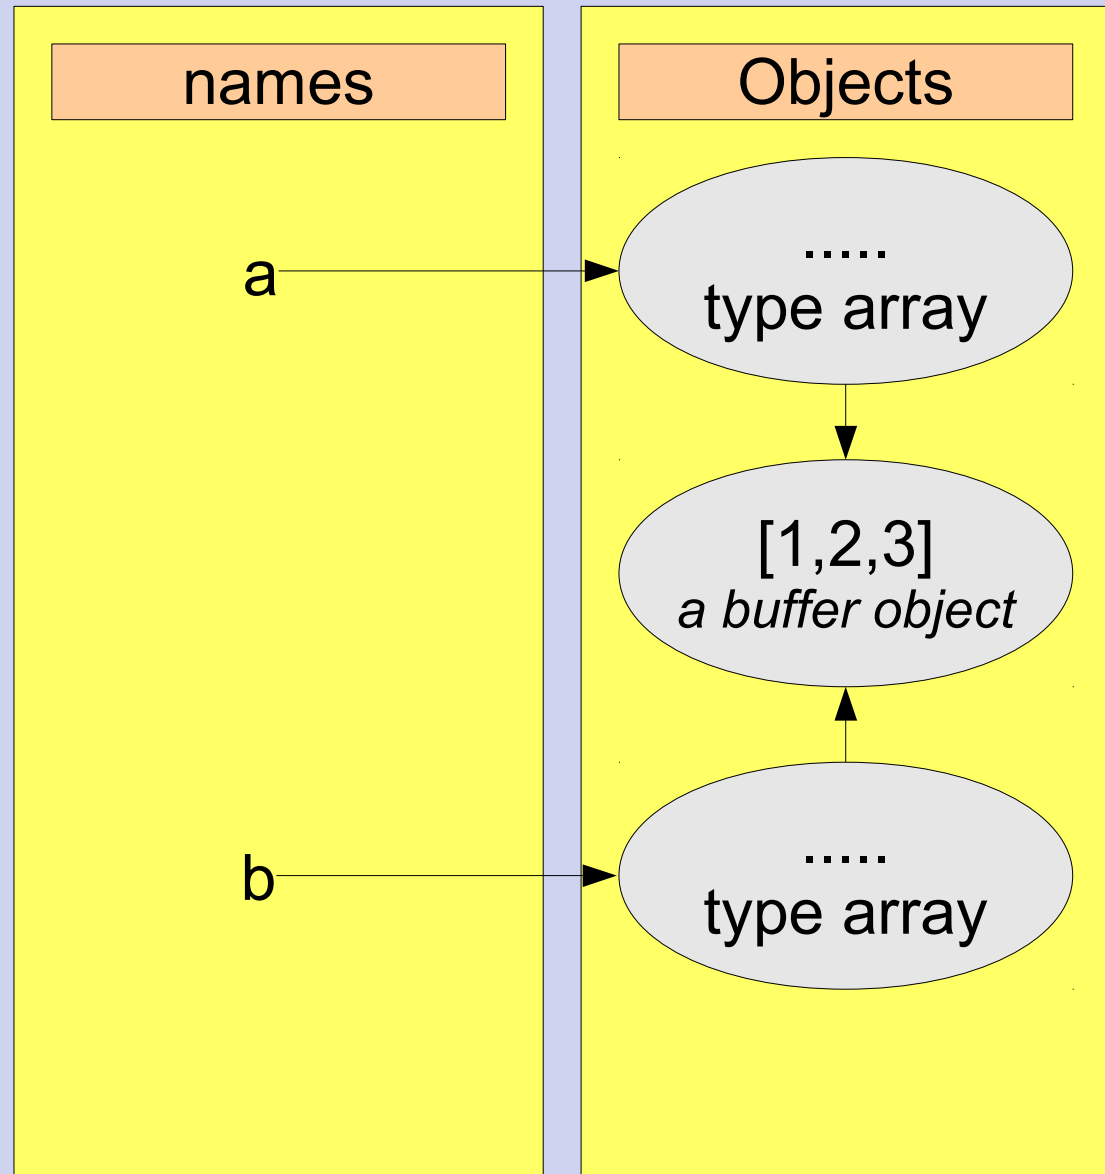 names
Objects
a
.....
type array
[1,2,3]
a buffer object
b
.....
type array